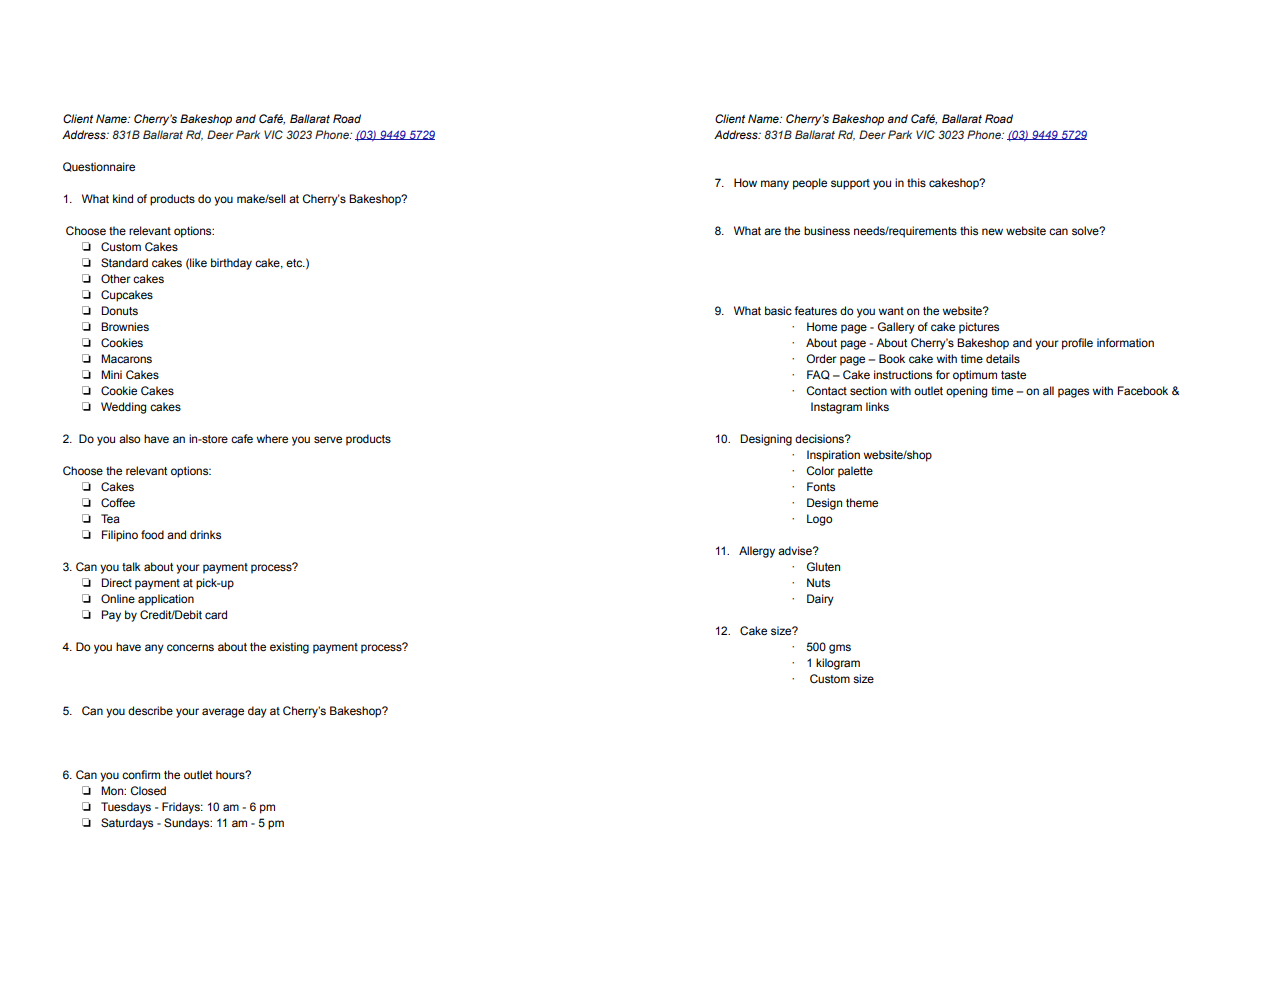 Client Name: Cherry's Bakeshop and Café, Ballarat Road
Address: 831B Ballarat Rd, Deer Park VIC 3023 Phone: (03) 9449 5729
Questionnaire
1. What kind of products do you make/sell at Cherry's Bakeshop?
Choose the relevant options:
❏ Custom Cakes
❏ Standard cakes (like birthday cake, etc.)
❏ Other cakes
❏ Cupcakes
❏ Donuts
❏ Brownies
❏ Cookies
❏ Macarons
❏ Mini Cakes
❏ Cookie Cakes
❏ Wedding cakes
2. Do you also have an in-store cafe where you serve products
Choose the relevant options:
❏ Cakes
❏ Coffee
❏ Tea
❏ Filipino food and drinks
3. Can you talk about your payment process?
❏ Direct payment at pick-up
❏ Online application
❏ Pay by Credit/Debit card
4. Do you have any concerns about the existing payment process?
5. Can you describe your average day at Cherry's Bakeshop?
6. Can you confirm the outlet hours?
❏ Mon: Closed
❏ Tuesdays - Fridays: 10 am - 6 pm
❏ Saturdays - Sundays: 11 am - 5 pm
Client Name: Cherry's Bakeshop and Café, Ballarat Road
Address: 831B Ballarat Rd, Deer Park VIC 3023 Phone: (03) 9449 5729
7. How many people support you in this cakeshop?
8. What are the business needs/requirements this new website can solve?
9. What basic features do you want on the website?
· Home page - Gallery of cake pictures
· About page - About Cherry's Bakeshop and your profile information
· Order page – Book cake with time details
· FAQ – Cake instructions for optimum taste
· Contact section with outlet opening time – on all pages with Facebook &
Instagram links
10. Designing decisions?
· Inspiration website/shop
· Color palette
· Fonts
· Design theme
· Logo
11. Allergy advise?
· Gluten
· Nuts
· Dairy
12. Cake size?
· 500 gms
· 1 kilogram
· Custom size